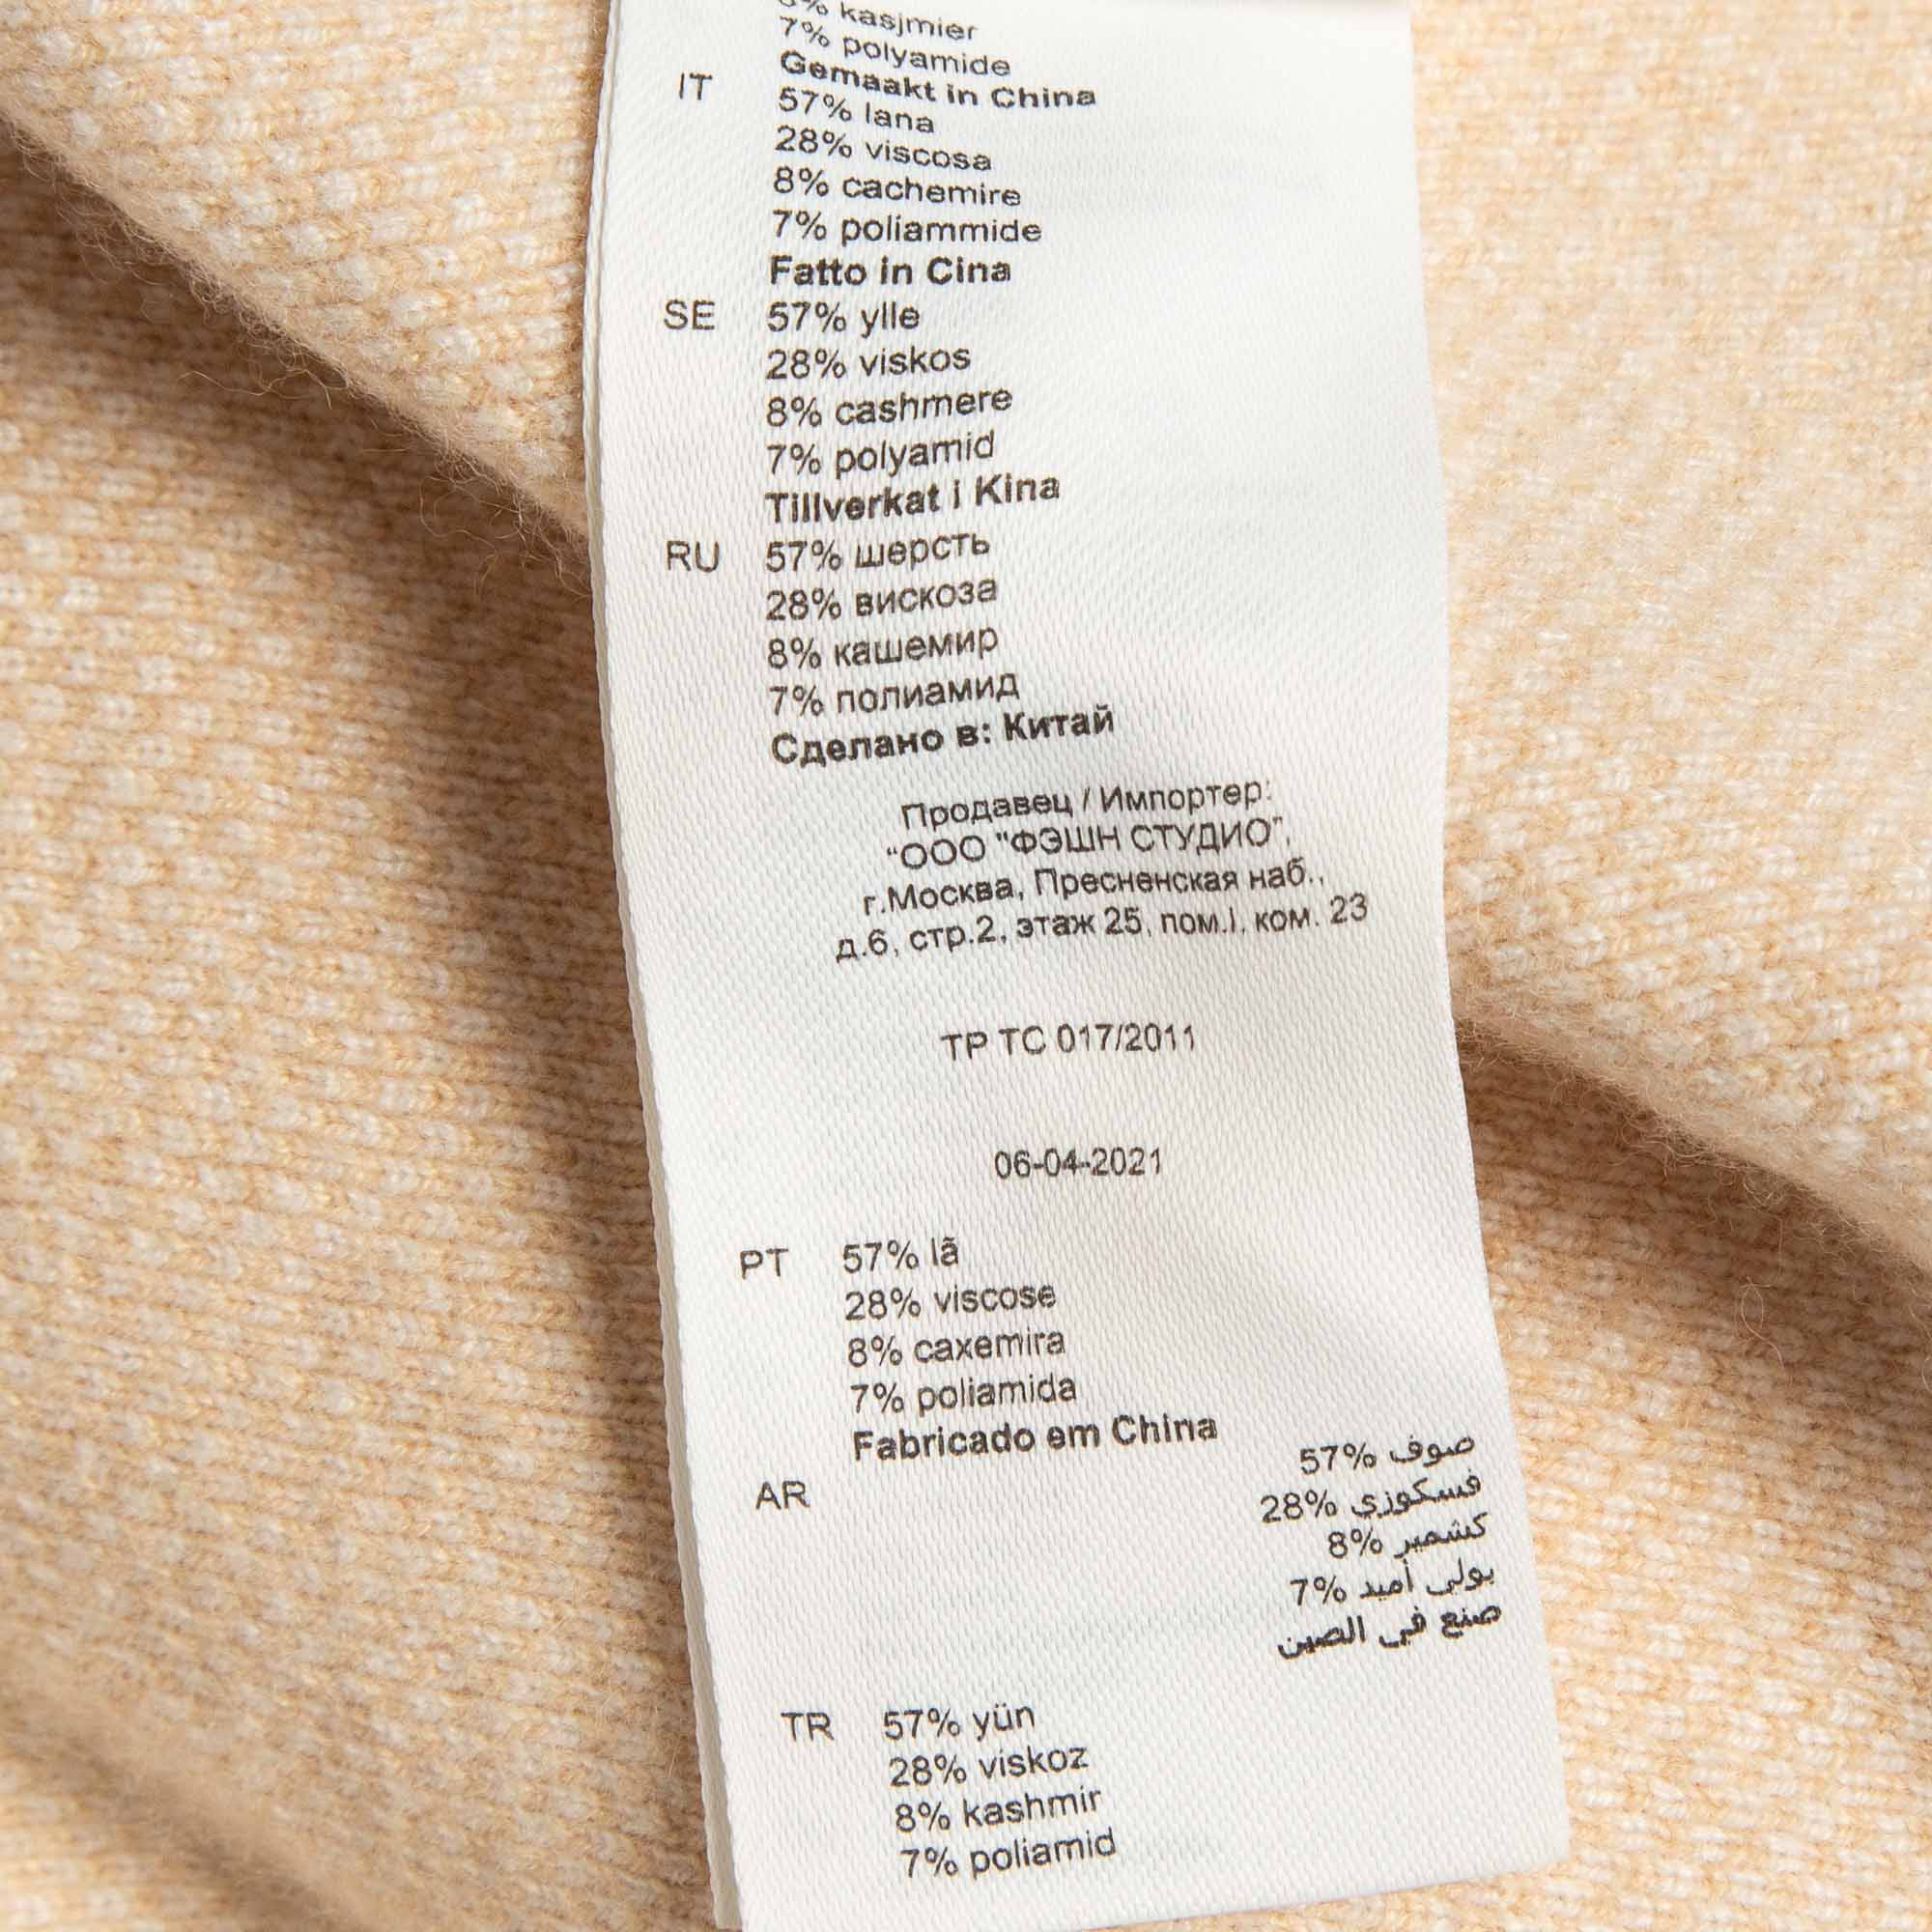 % kasjmier
7% polyamide
Gemaakt in China
IT 57% lana
28% viscosa
8% cachemire
7% poliammide
Fatto in Cina
SE 57% ylle
28% viskos
8% cashmere
7% polyamid
Tillverkat i Kina
RU 57% шерсть
28% вискоза
8% кашемир
7% полиамид
Сделано в: Китай
Продавец / Импортер:
"ООО "ФЭШН СТУДИО",
г.Москва, Пресненская наб.,
д.6, стр.2, этаж 25, пом.I, ком. 23
ТР ТС 017/2011
06-04-2021
PT 57% lã
28% viscose
8% caxemira
7% poliamida
Fabricado em China
AR صوف 57%
فسكوزي 28%
كشمير 8%
بولي أميد 7%
صنع في الصين
TR 57% yün
28% viskoz
8% kashmir
7% poliamid